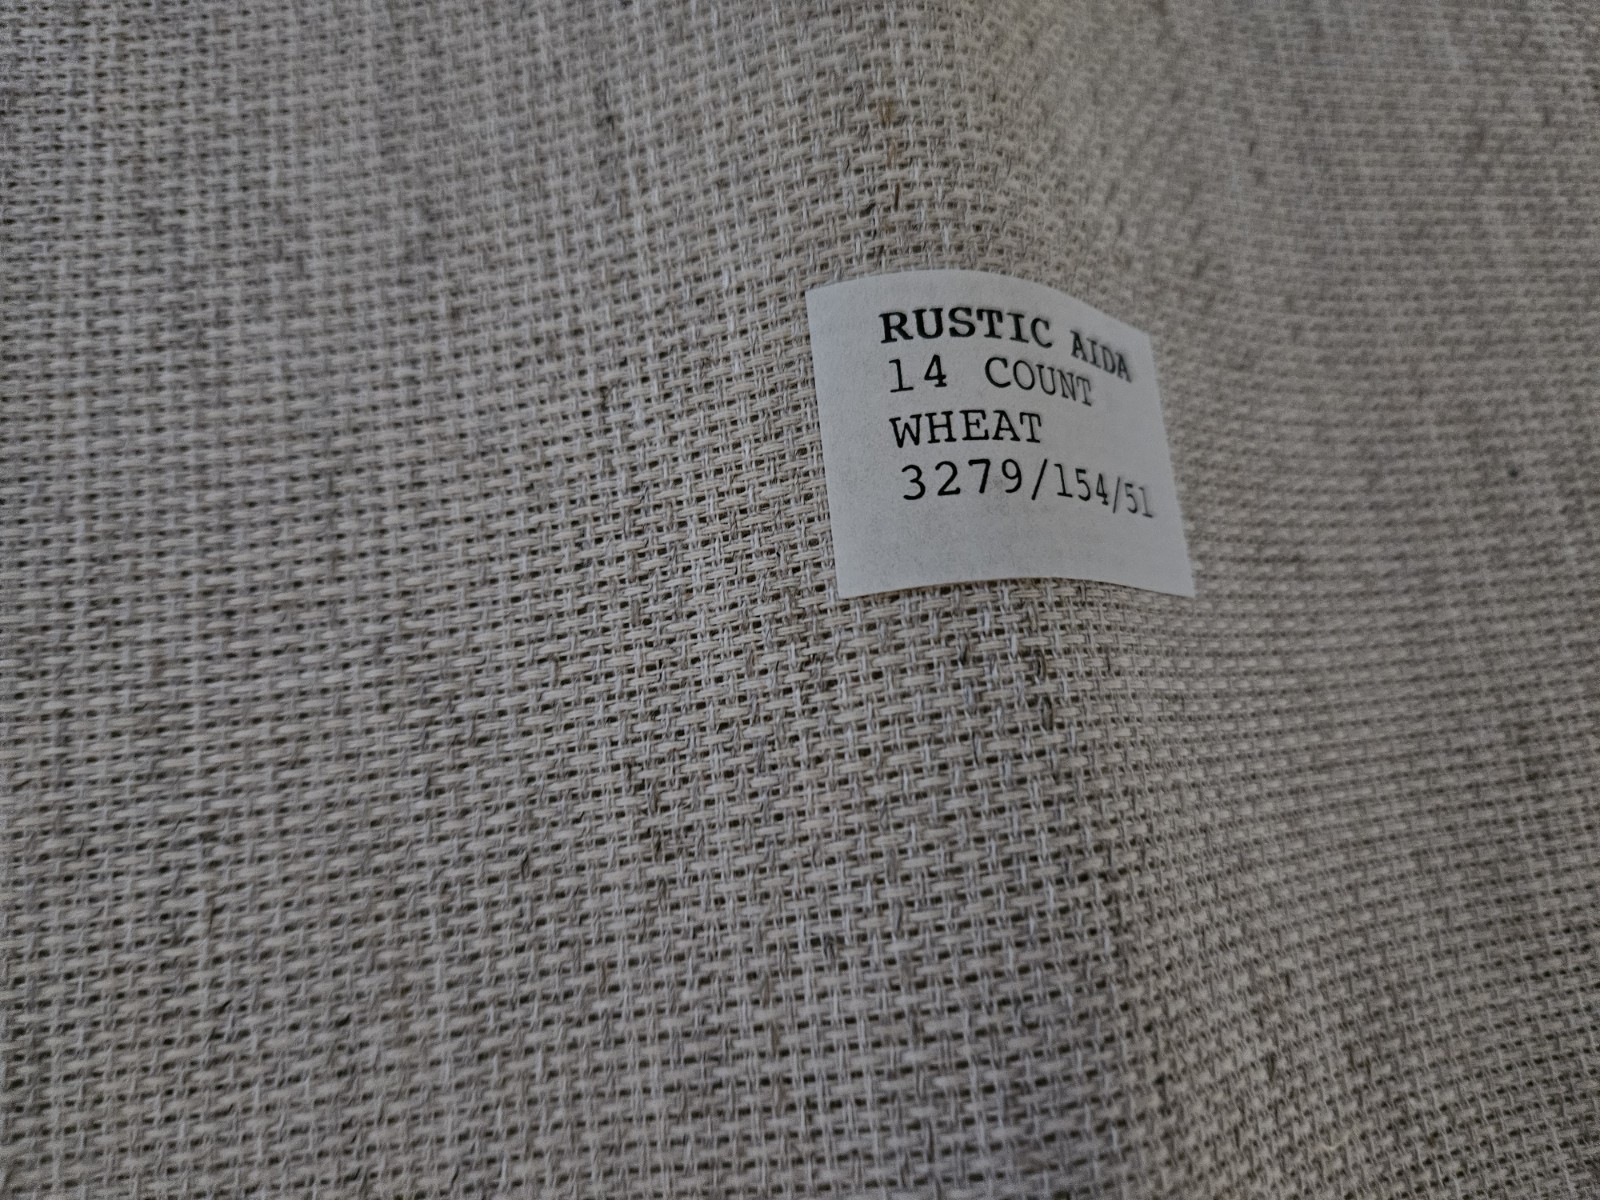 RUSTIC AIDA
14 COUNT
WHEAT
3279/154/51